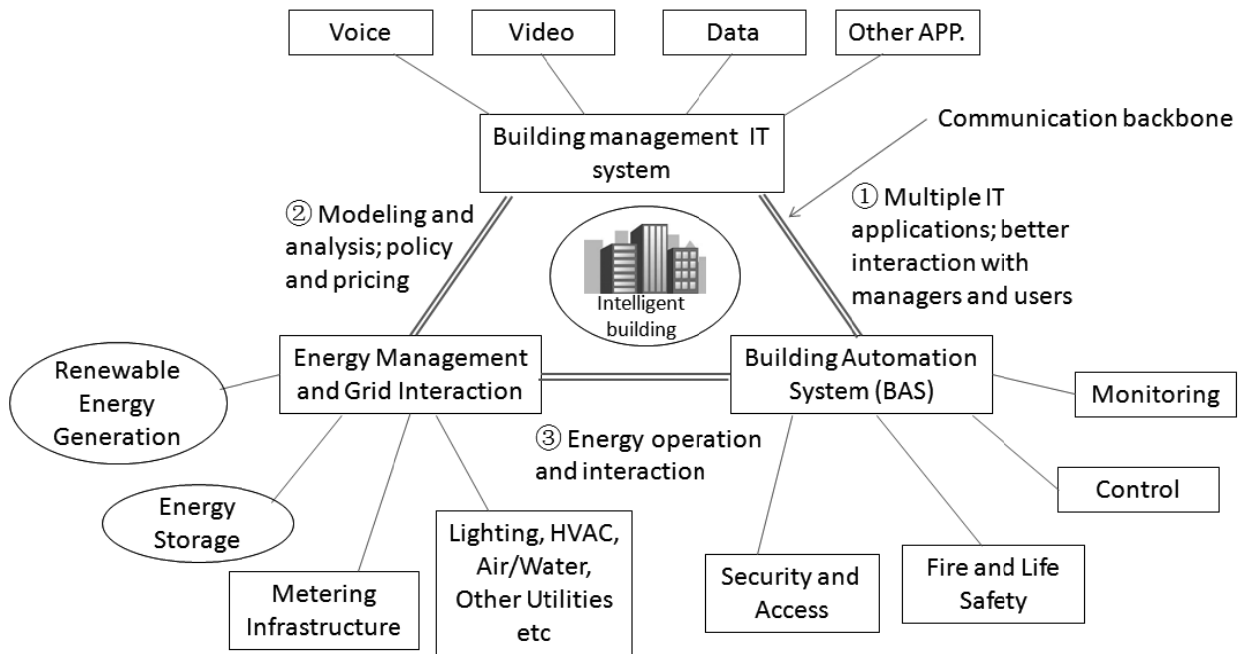 Voice
Video
Data
Other APP.
Building management IT
system
Communication backbone
② Modeling and
analysis; policy
and pricing
① Multiple IT
applications; better
interaction with
managers and users
Intelligent
building
Energy Management
and Grid Interaction
Building Automation
System (BAS)
Renewable
Energy
Generation
Monitoring
③ Energy operation
and interaction
Control
Energy
Storage
Lighting, HVAC,
Air/Water,
Other Utilities
etc
Metering
Infrastructure
Security and
Access
Fire and Life
Safety